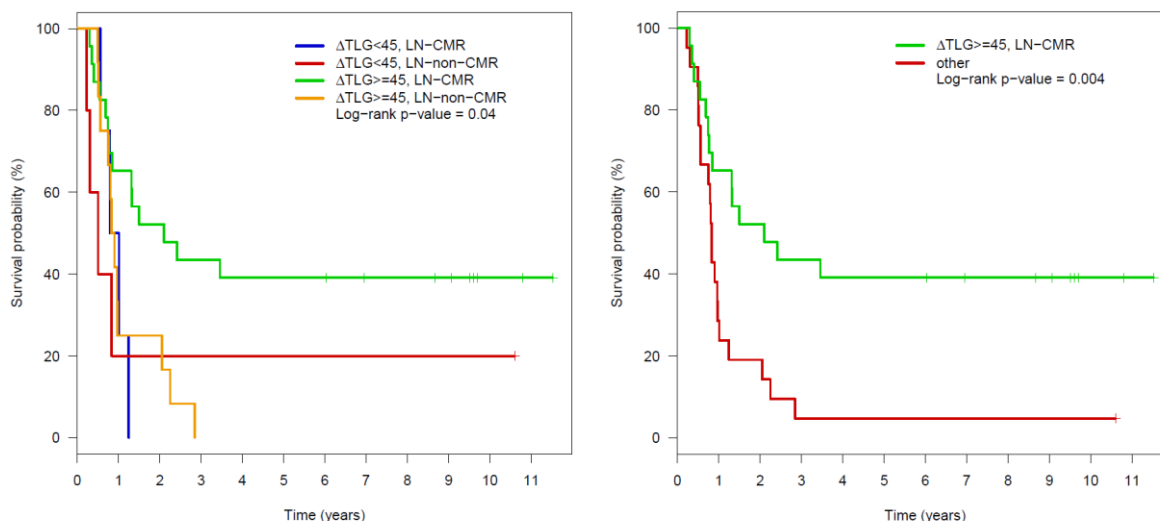 100
80
60
40
20
0
Survival probability (%)
ΔTLG<45, LN−CMR
ΔTLG<45, LN−non−CMR
ΔTLG>=45, LN−CMR
ΔTLG>=45, LN−non−CMR
Log−rank p−value = 0.04
0 1 2 3 4 5 6 7 8 9 10 11
Time (years)
100
80
60
40
20
0
Survival probability (%)
ΔTLG>=45, LN−CMR
other
Log−rank p−value = 0.004
0 1 2 3 4 5 6 7 8 9 10 11
Time (years)